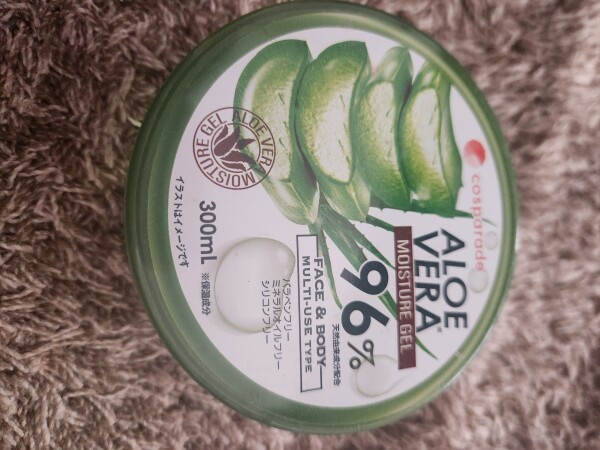 cosparade
ALOE
VERA※
MOISTURE GEL
天然由来成分配合
96%
FACE & BODY
MULTI-USE TYPE
パラベンフリー
ミネラルオイルフリー
シリコンフリー
MOISTURE GEL ALOE VERA
300mL
※保湿成分
イラストはイメージです